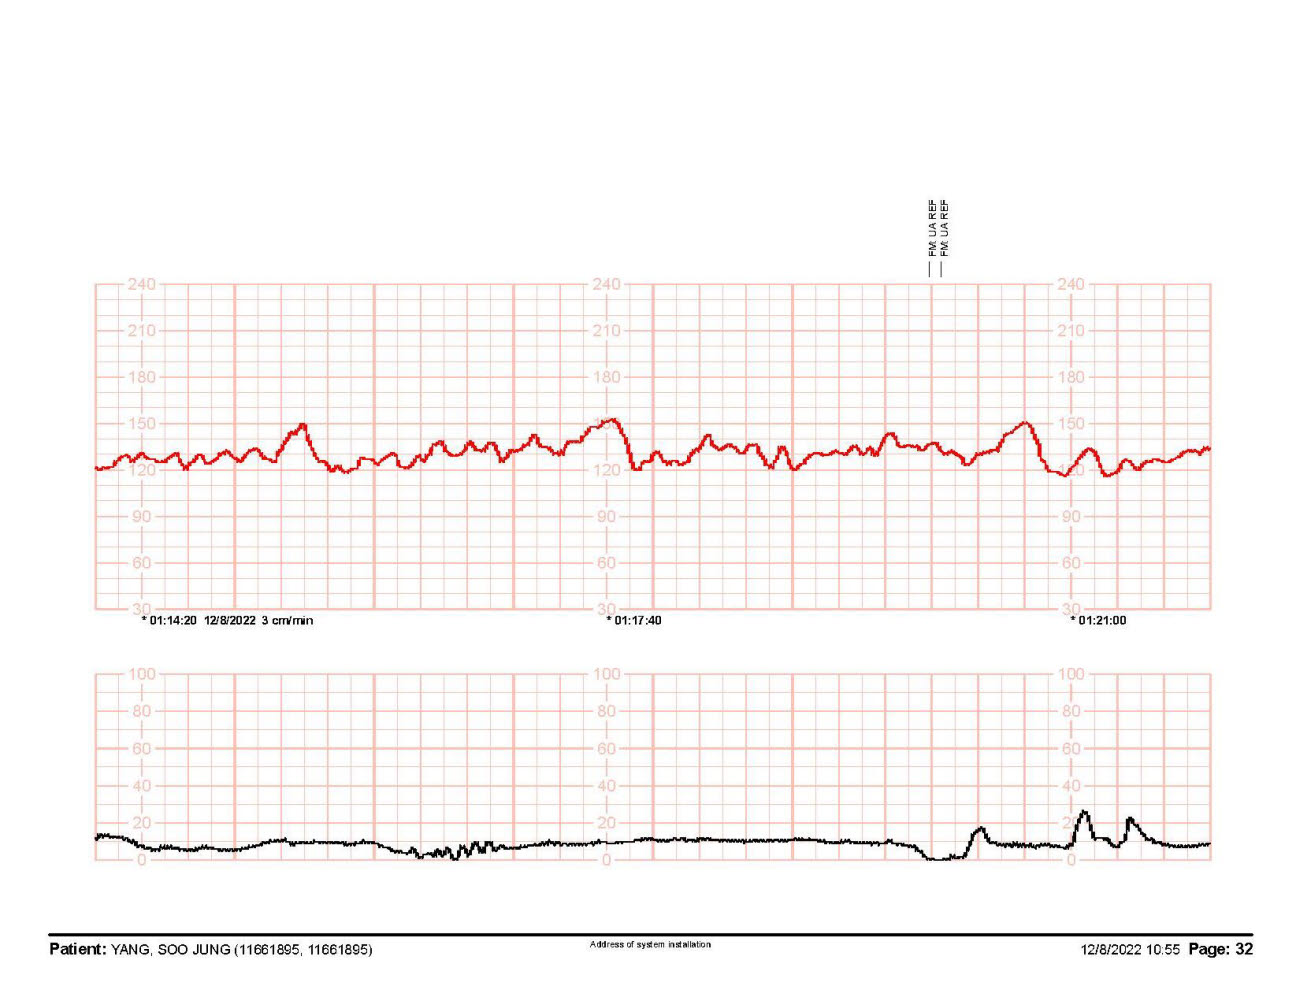 FM: UA REF
FM: UA REF
240 240 240
210 210 210
180 180 180
150 150 150
120 120 120
90 90 90
60 60 60
30 30 30
* 01:14:20 12/8/2022 3 cm/min * 01:17:40 * 01:21:00
100 100 100
80 80 80
60 60 60
40 40 40
20 20 20
0 0 0
Patient: YANG, SOO JUNG (11661895, 11661895) Address of system installation 12/8/2022 10:55 Page: 32